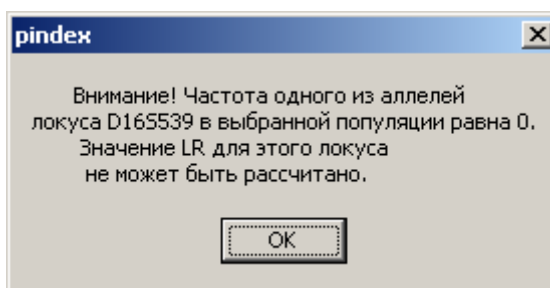 pindex
Внимание! Частота одного из аллелей
локуса D16S539 в выбранной популяции равна 0.
Значение LR для этого локуса
не может быть рассчитано.
OK